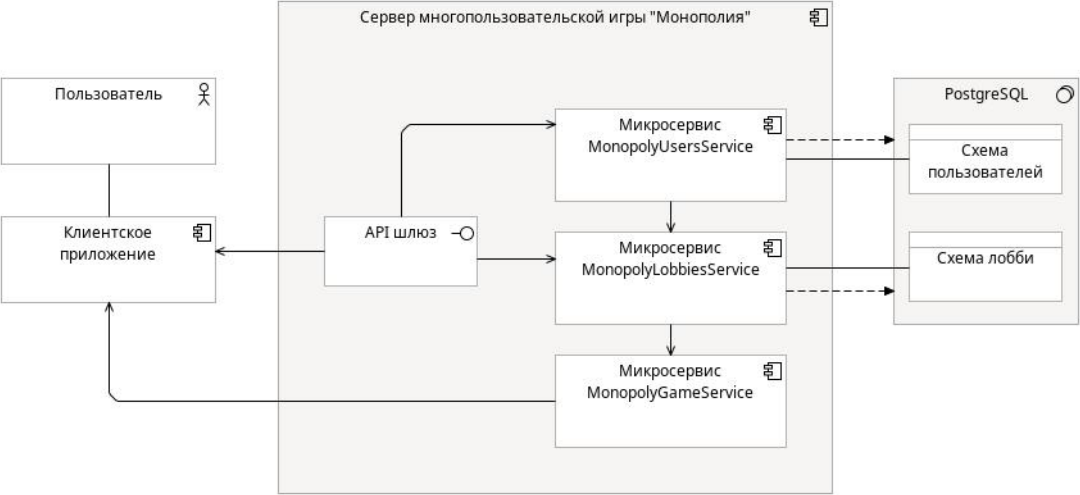 Сервер многопользовательской игры "Монополия"
Пользователь
Клиентское
приложение
API шлюз
Микросервис
MonopolyUsersService
Микросервис
MonopolyLobbiesService
Микросервис
MonopolyGameService
PostgreSQL
Схема
пользователей
Схема лобби